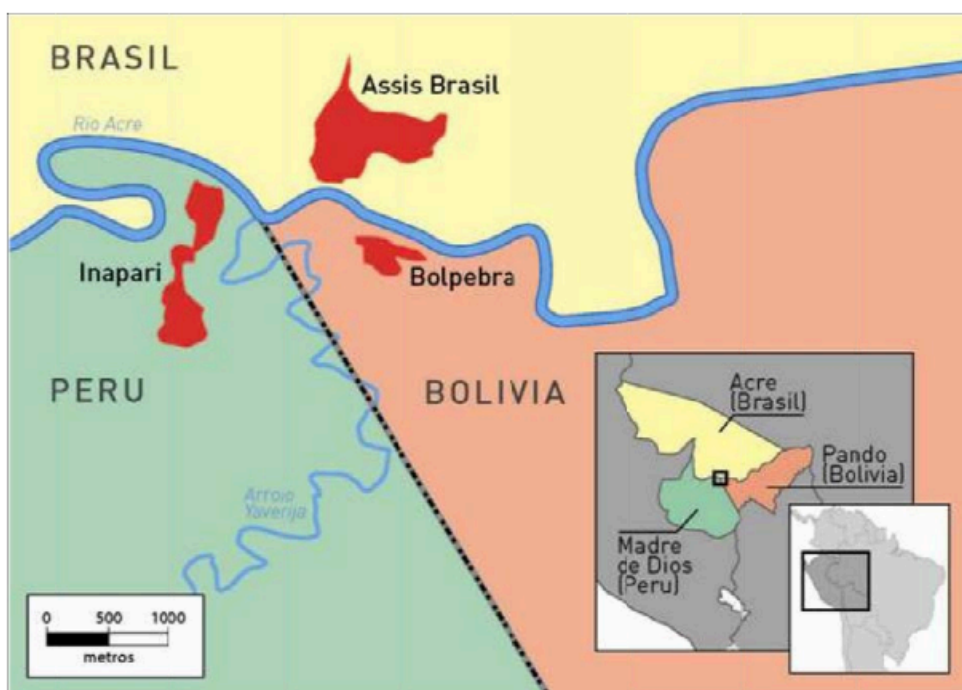 BRASIL
Assis Brasil
Rio Acre
Inapari
Bolpebra
PERU
BOLIVIA
Arroio
Yaverija
Acre
(Brasil)
Pando
(Bolivia)
Madre
de Dios
(Peru)
0 500 1000
metros